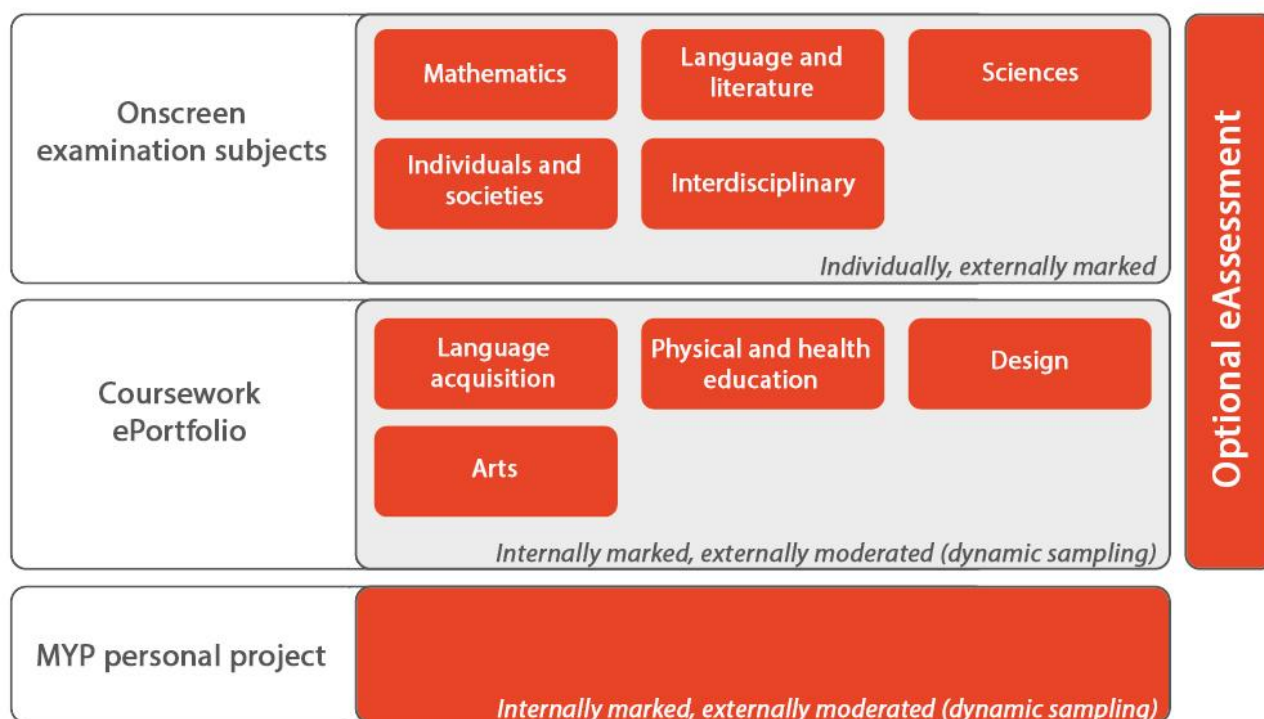 Onscreen
examination subjects
Mathematics
Language and
literature
Sciences
Individuals and
societies
Interdisciplinary
Individually, externally marked
Coursework
ePortfolio
Language
acquisition
Physical and health
education
Design
Arts
Internally marked, externally moderated (dynamic sampling)
MYP personal project
Internally marked, externally moderated (dynamic sampling)
Optional eAssessment